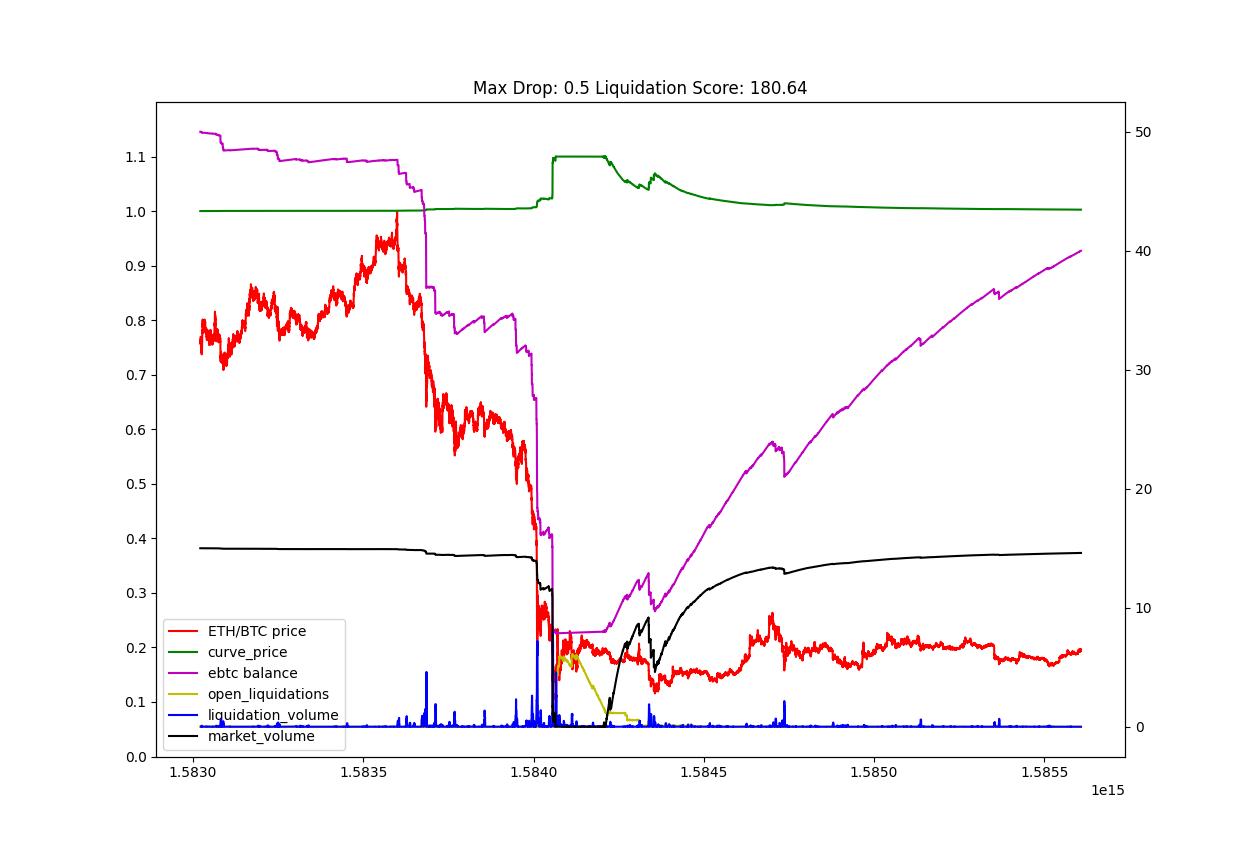 Max Drop: 0.5 Liquidation Score: 180.64
1.1
1.0
0.9
0.8
0.7
0.6
0.5
0.4
0.3
0.2
0.1
0.0
50
40
30
20
10
0
ETH/BTC price
curve_price
ebtc balance
open_liquidations
liquidation_volume
market_volume
1.5830 1.5835 1.5840 1.5845 1.5850 1.5855
1e15